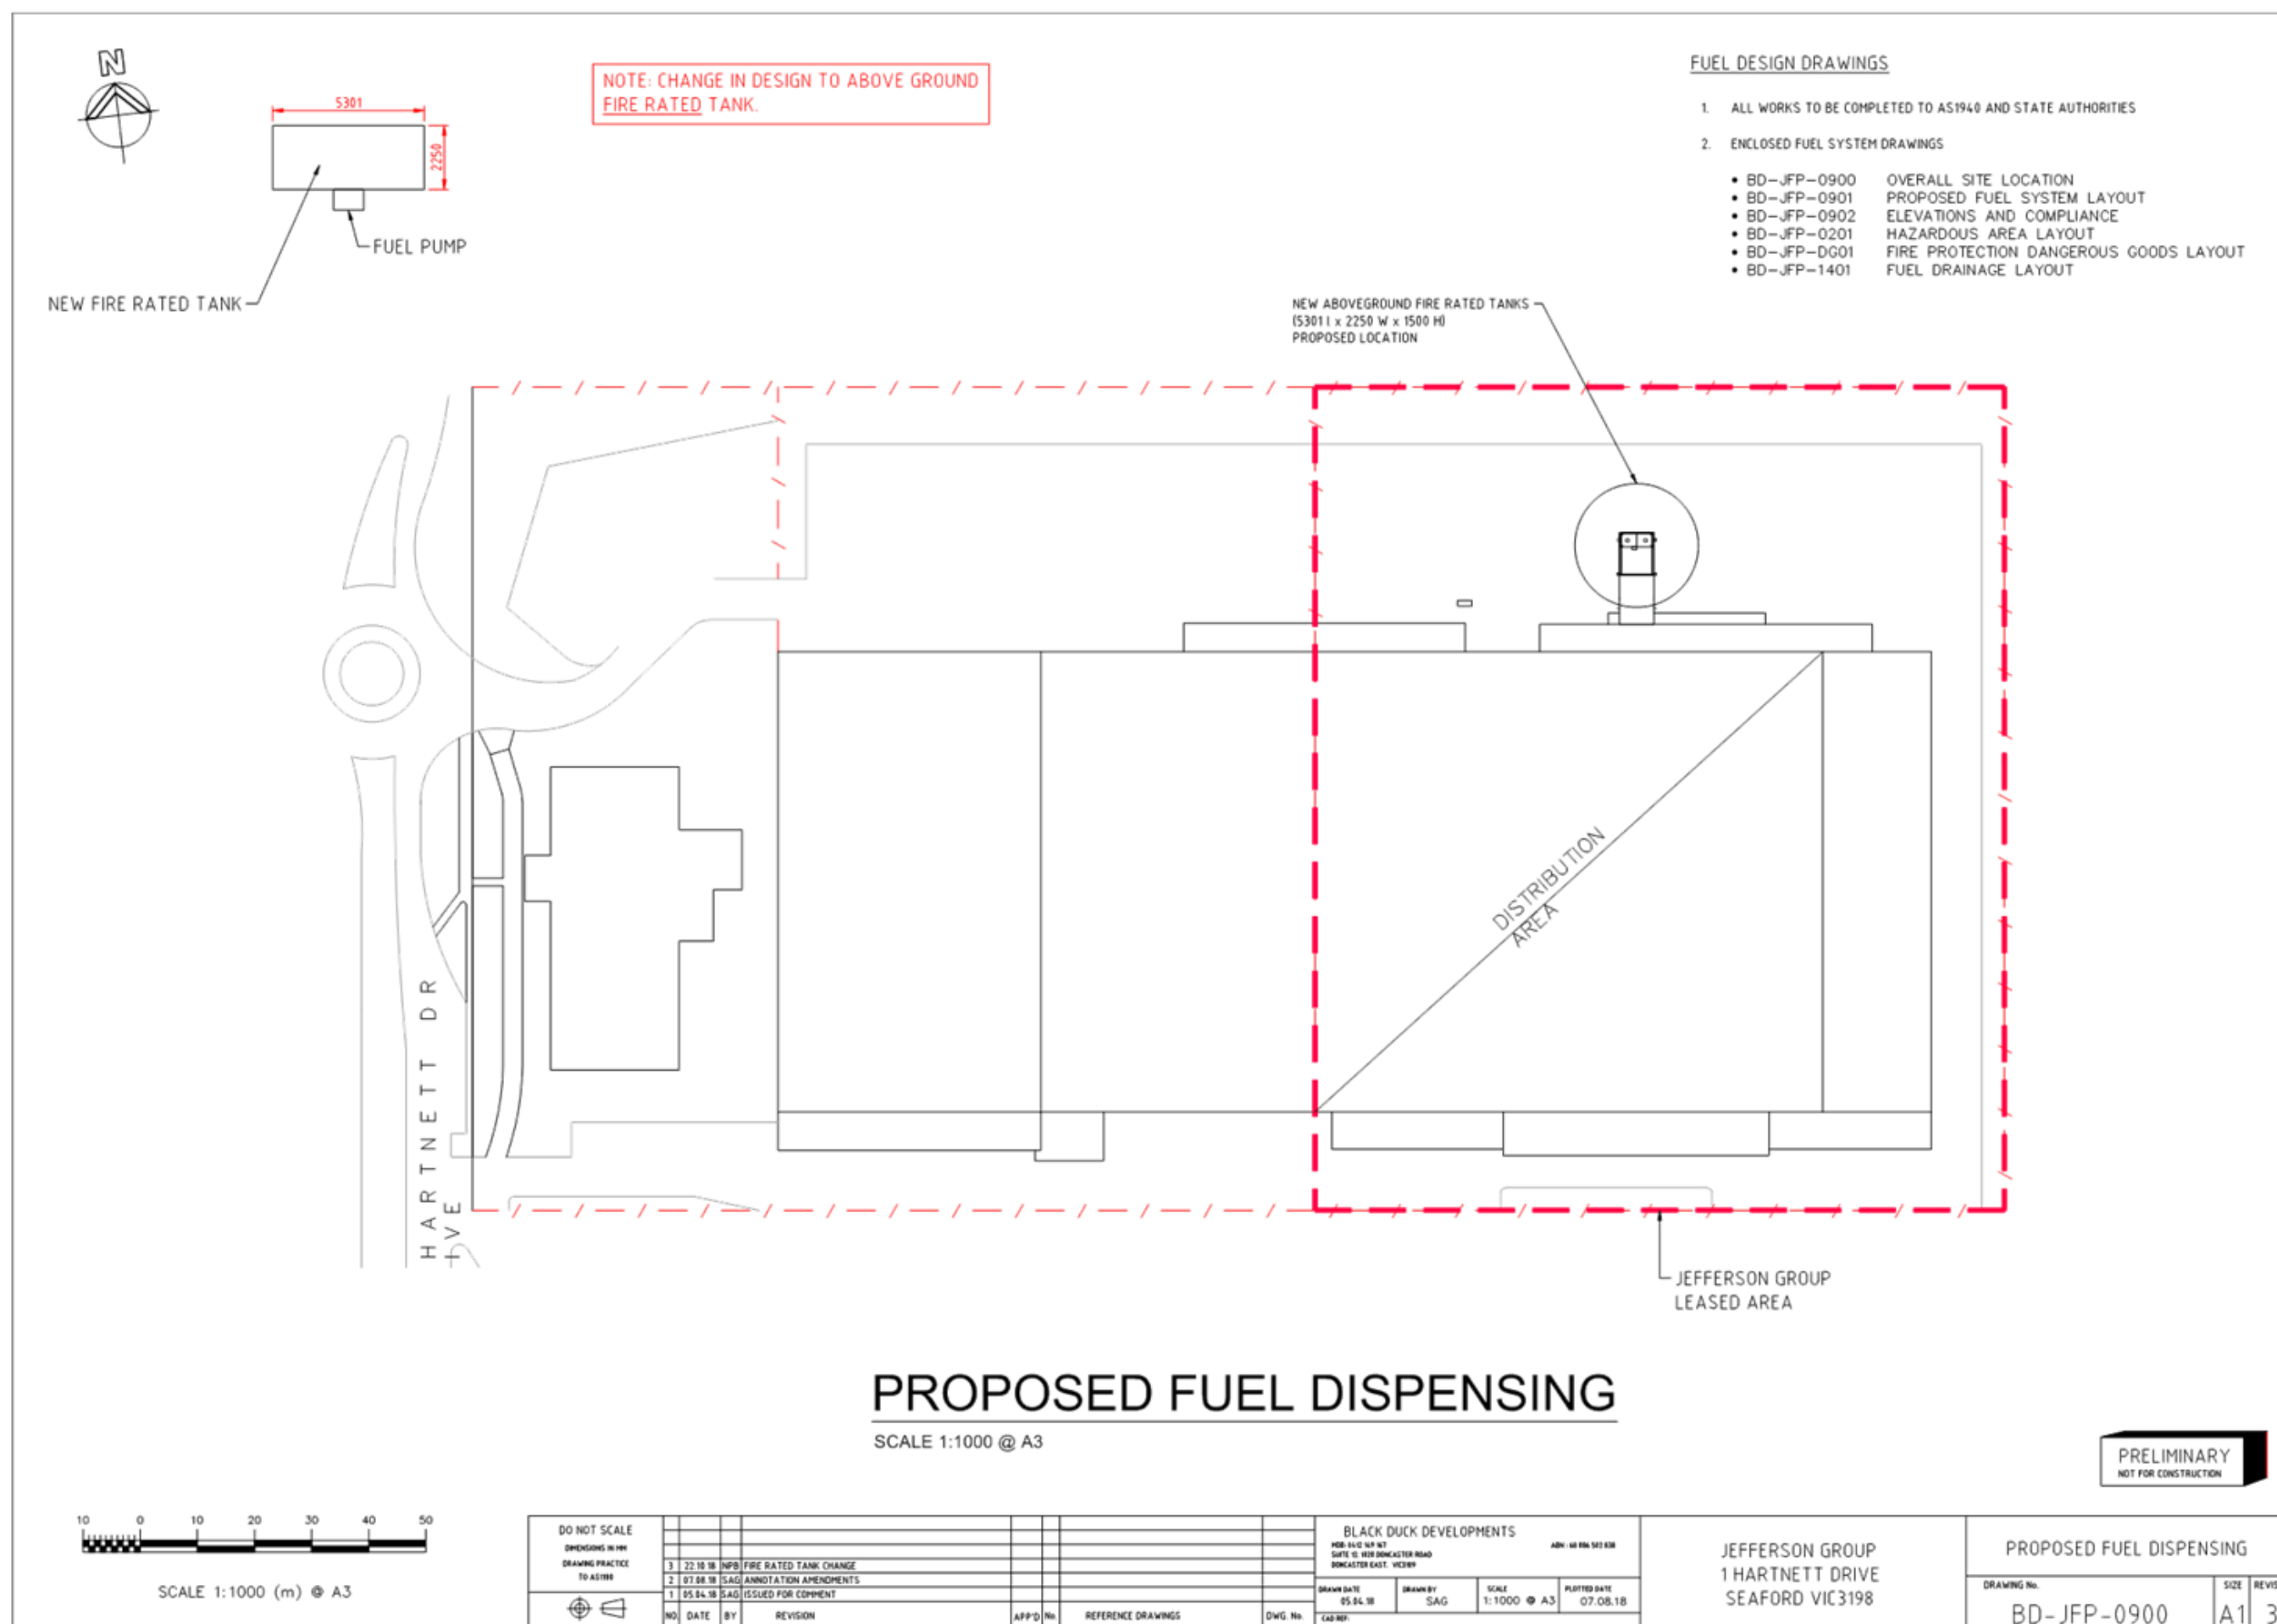 N
NOTE: CHANGE IN DESIGN TO ABOVE GROUND
FIRE RATED TANK.
5301
2250
FUEL PUMP
NEW FIRE RATED TANK
FUEL DESIGN DRAWINGS
1. ALL WORKS TO BE COMPLETED TO AS1940 AND STATE AUTHORITIES
2. ENCLOSED FUEL SYSTEM DRAWINGS
• BD-JFP-0900 OVERALL SITE LOCATION
• BD-JFP-0901 PROPOSED FUEL SYSTEM LAYOUT
• BD-JFP-0902 ELEVATIONS AND COMPLIANCE
• BD-JFP-0201 HAZARDOUS AREA LAYOUT
• BD-JFP-DG01 FIRE PROTECTION DANGEROUS GOODS LAYOUT
• BD-JFP-1401 FUEL DRAINAGE LAYOUT
NEW ABOVEGROUND FIRE RATED TANKS
(5301 l x 2250 W x 1500 H)
PROPOSED LOCATION
DISTRIBUTION
AREA
HARTNETT DR
IVE
JEFFERSON GROUP
LEASED AREA
PROPOSED FUEL DISPENSING
SCALE 1:1000 @ A3
PRELIMINARY
NOT FOR CONSTRUCTION
10 0 10 20 30 40 50
SCALE 1:1000 (m) @ A3
DO NOT SCALE
DIMENSIONS IN MM
DRAWING PRACTICE
TO AS1100
3 22.10.18 NPB FIRE RATED TANK CHANGE
2 07.08.18 SAG ANNOTATION AMENDMENTS
1 05.04.18 SAG ISSUED FOR COMMENT
NO. DATE BY REVISION APP'D No. REFERENCE DRAWINGS DWG. No.
BLACK DUCK DEVELOPMENTS
DONCASTER EAST. VIC3109
DRAWN DATE
05.04.18
DRAWN BY
SAG
SCALE
1:1000 @ A3
PLOTTED DATE
07.08.18
CAD REF:
JEFFERSON GROUP
1 HARTNETT DRIVE
SEAFORD VIC3198
PROPOSED FUEL DISPENSING
DRAWING No.
BD-JFP-0900
SIZE
A1
REVIS
3